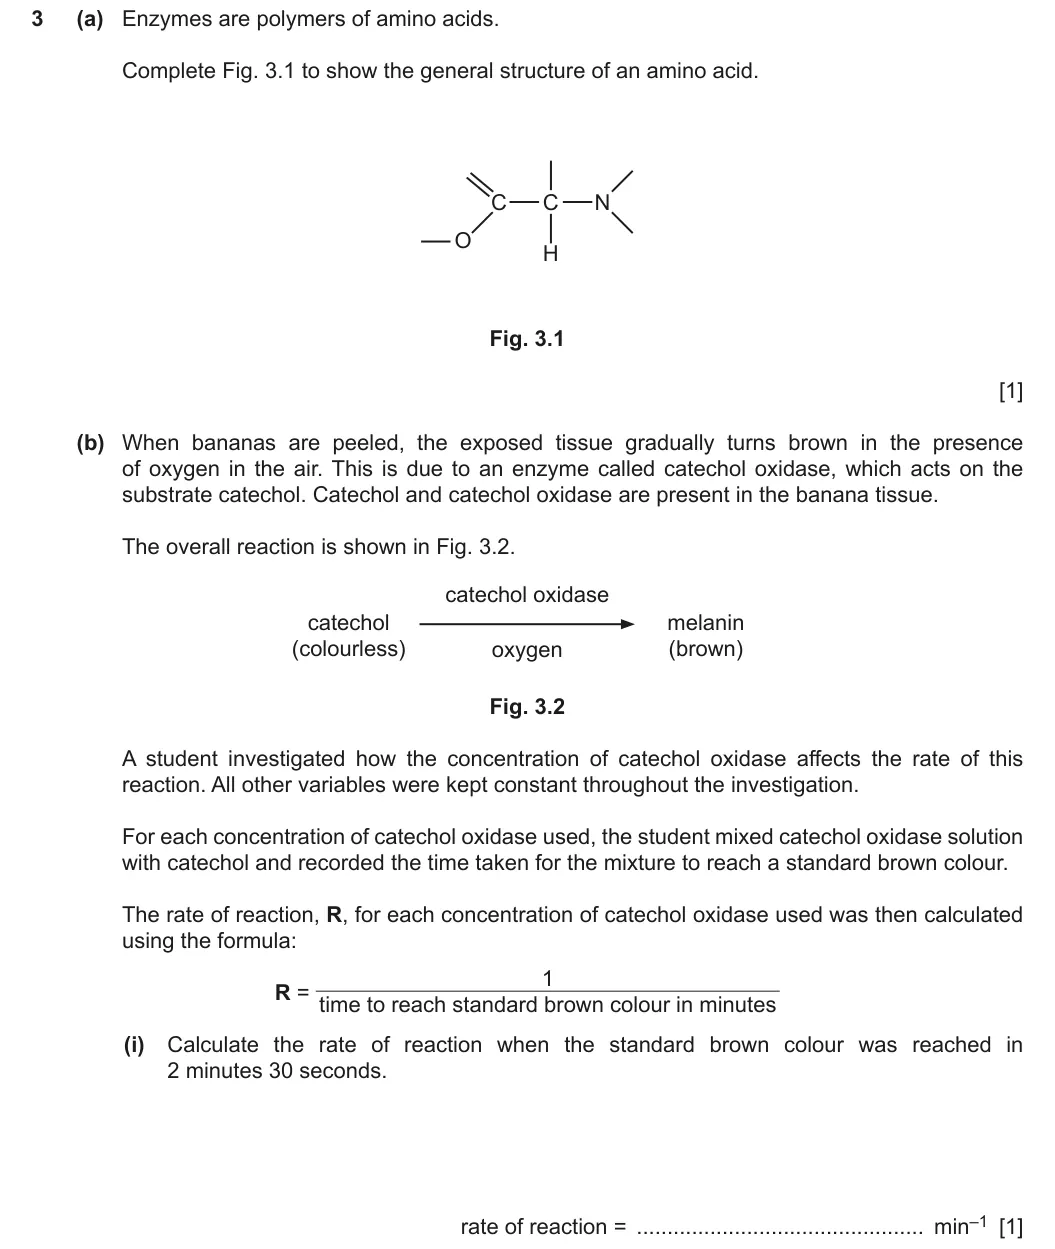 3 (a) Enzymes are polymers of amino acids.
Complete Fig. 3.1 to show the general structure of an amino acid.
C C N
O
H
Fig. 3.1
[1]
(b) When bananas are peeled, the exposed tissue gradually turns brown in the presence
of oxygen in the air. This is due to an enzyme called catechol oxidase, which acts on the
substrate catechol. Catechol and catechol oxidase are present in the banana tissue.
The overall reaction is shown in Fig. 3.2.
catechol oxidase
catechol melanin
(colourless) oxygen (brown)
Fig. 3.2
A student investigated how the concentration of catechol oxidase affects the rate of this
reaction. All other variables were kept constant throughout the investigation.
For each concentration of catechol oxidase used, the student mixed catechol oxidase solution
with catechol and recorded the time taken for the mixture to reach a standard brown colour.
The rate of reaction, R, for each concentration of catechol oxidase used was then calculated
using the formula:
1
R =
time to reach standard brown colour in minutes
(i) Calculate the rate of reaction when the standard brown colour was reached in
2 minutes 30 seconds.
rate of reaction = ............................................... min⁻¹ [1]